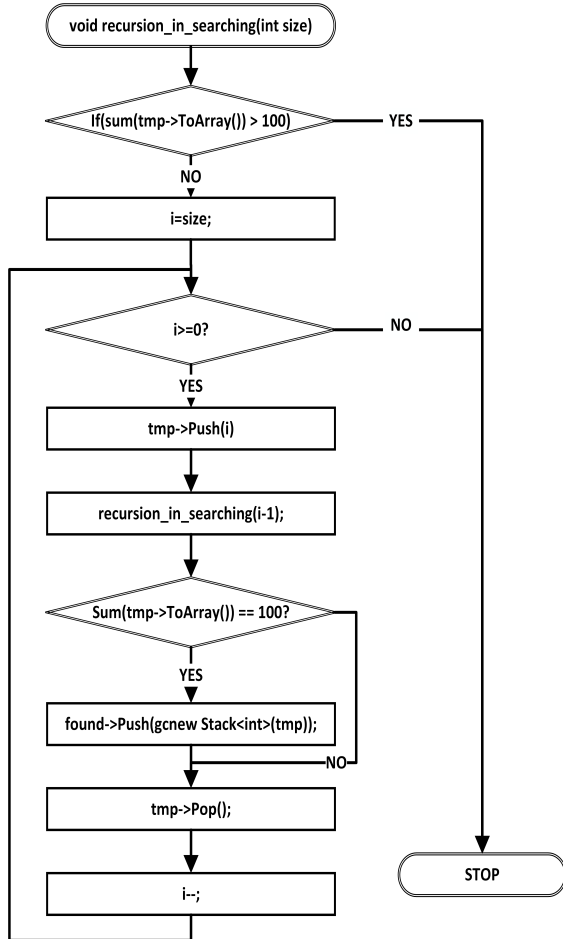 void recursion_in_searching(int size)
If(sum(tmp->ToArray()) > 100)
YES
NO
i=size;
i>=0?
NO
YES
tmp->Push(i)
recursion_in_searching(i-1);
Sum(tmp->ToArray()) == 100?
YES
found->Push(gcnew Stack<int>(tmp));
NO
tmp->Pop();
STOP
i--;